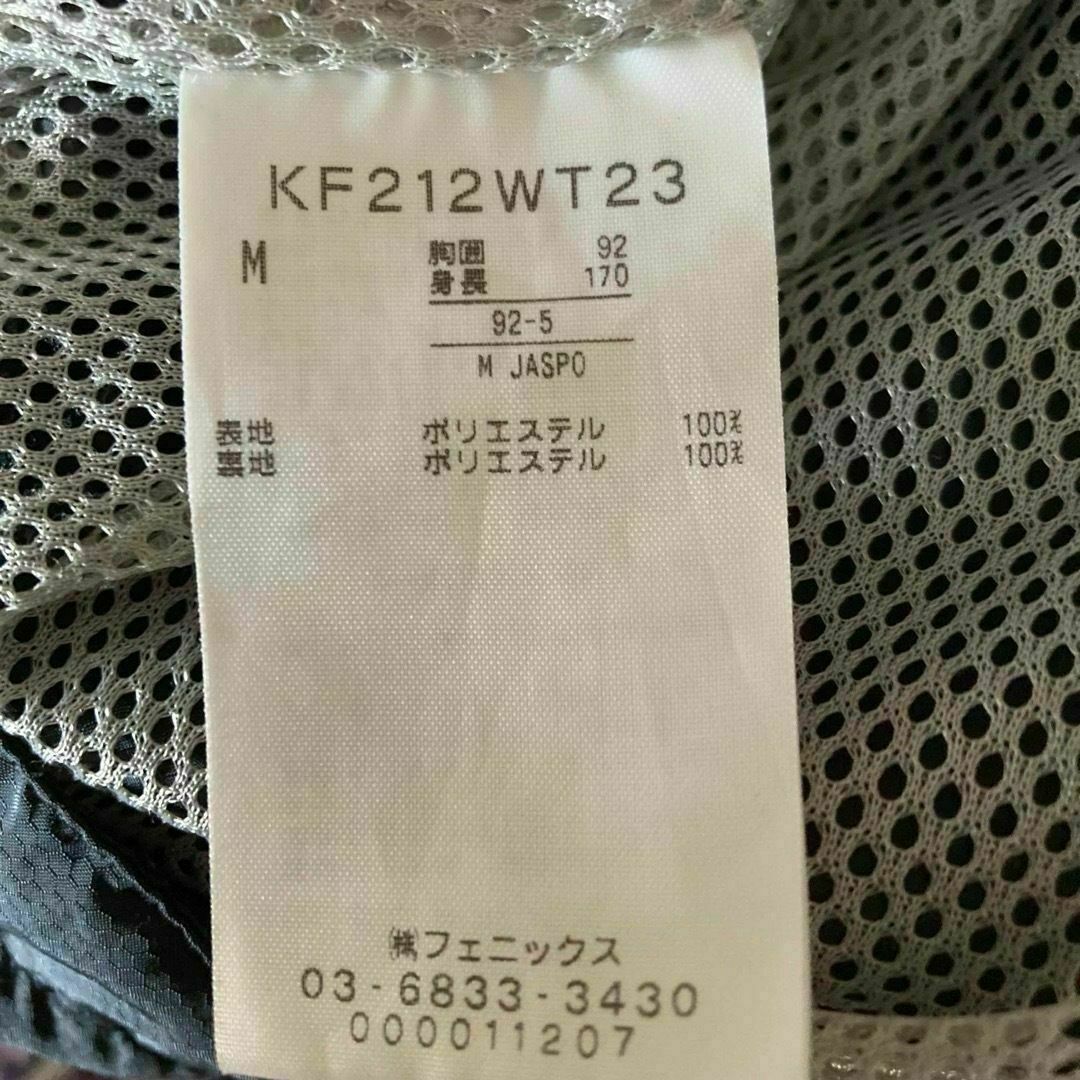 KF212WT23
M 胸囲 92
身長 170
92-5
M JASPO
表地 ポリエステル 100%
裏地 ポリエステル 100%
㈱フェニックス
03-6833-3430
000011207